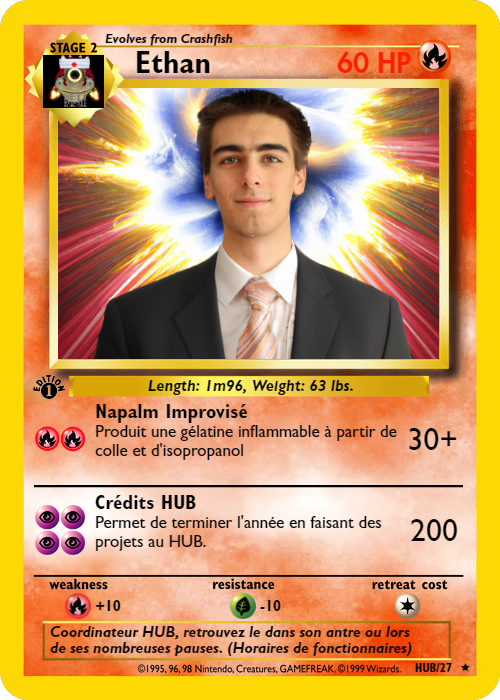 Evolves from Crashfish
STAGE 2
Ethan 60 HP
EDITION 1
Length: 1m96, Weight: 63 lbs.
Napalm Improvisé
Produit une gélatine inflammable à partir de
colle et d'isopropanol
30+
Crédits HUB
Permet de terminer l'année en faisant des
projets au HUB.
200
weakness resistance retreat cost
+10 -10
Coordinateur HUB, retrouvez le dans son antre ou lors
de ses nombreuses pauses. (Horaires de fonctionnaires)
©1995, 96, 98 Nintendo, Creatures, GAMEFREAK. ©1999 Wizards. HUB/27